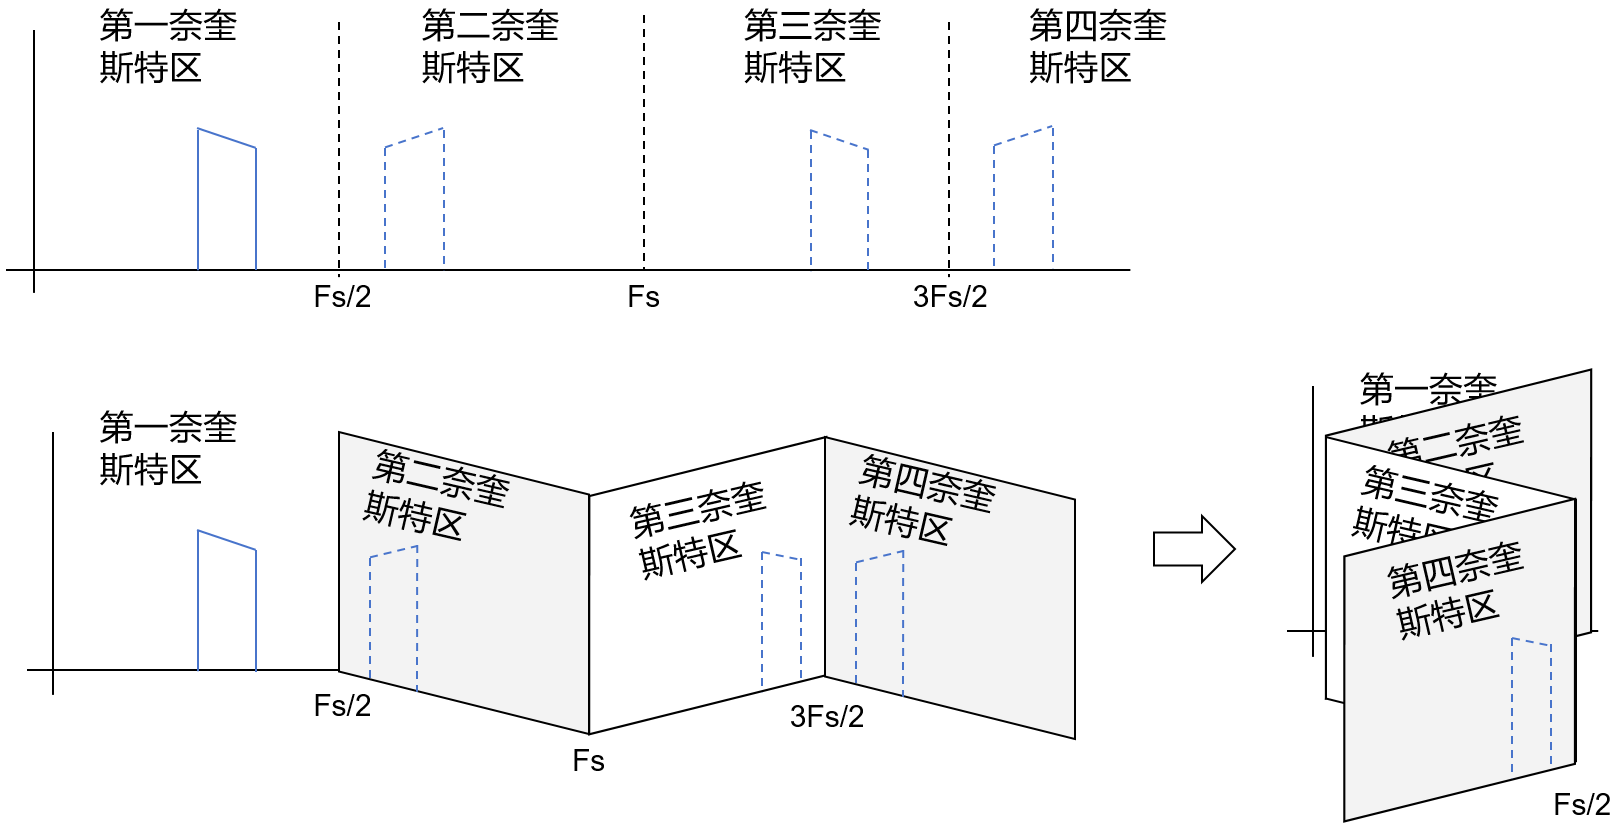 第一奈奎
斯特区
第二奈奎
斯特区
第三奈奎
斯特区
第四奈奎
斯特区
Fs/2
Fs
3Fs/2
第一奈奎
斯特区
第二奈奎
斯特区
第三奈奎
斯特区
第四奈奎
斯特区
Fs/2
Fs
3Fs/2
第一奈奎
第二奈奎
区
第三奈奎
斯特
第四奈奎
斯特区
Fs/2